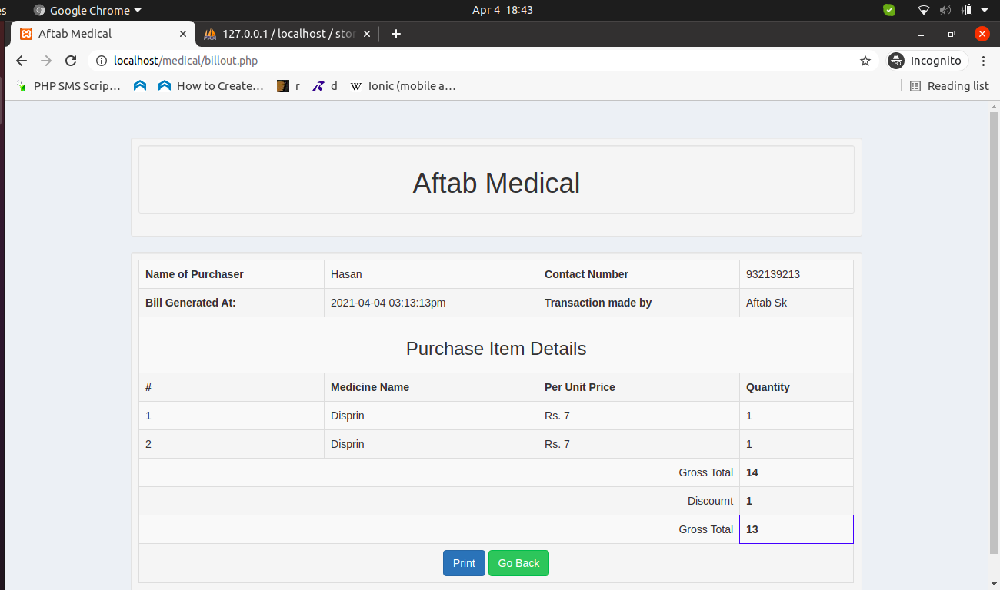 es Google Chrome Apr 4 18:43
Aftab Medical 127.0.0.1 / localhost / stor
localhost/medical/billout.php Incognito
PHP SMS Scrip… How to Create… r d Ionic (mobile a… Reading list
Aftab Medical
Name of Purchaser Hasan Contact Number 932139213
Bill Generated At: 2021-04-04 03:13:13pm Transaction made by Aftab Sk
Purchase Item Details
# Medicine Name Per Unit Price Quantity
1 Disprin Rs. 7 1
2 Disprin Rs. 7 1
Gross Total 14
Discournt 1
Gross Total 13
Print Go Back